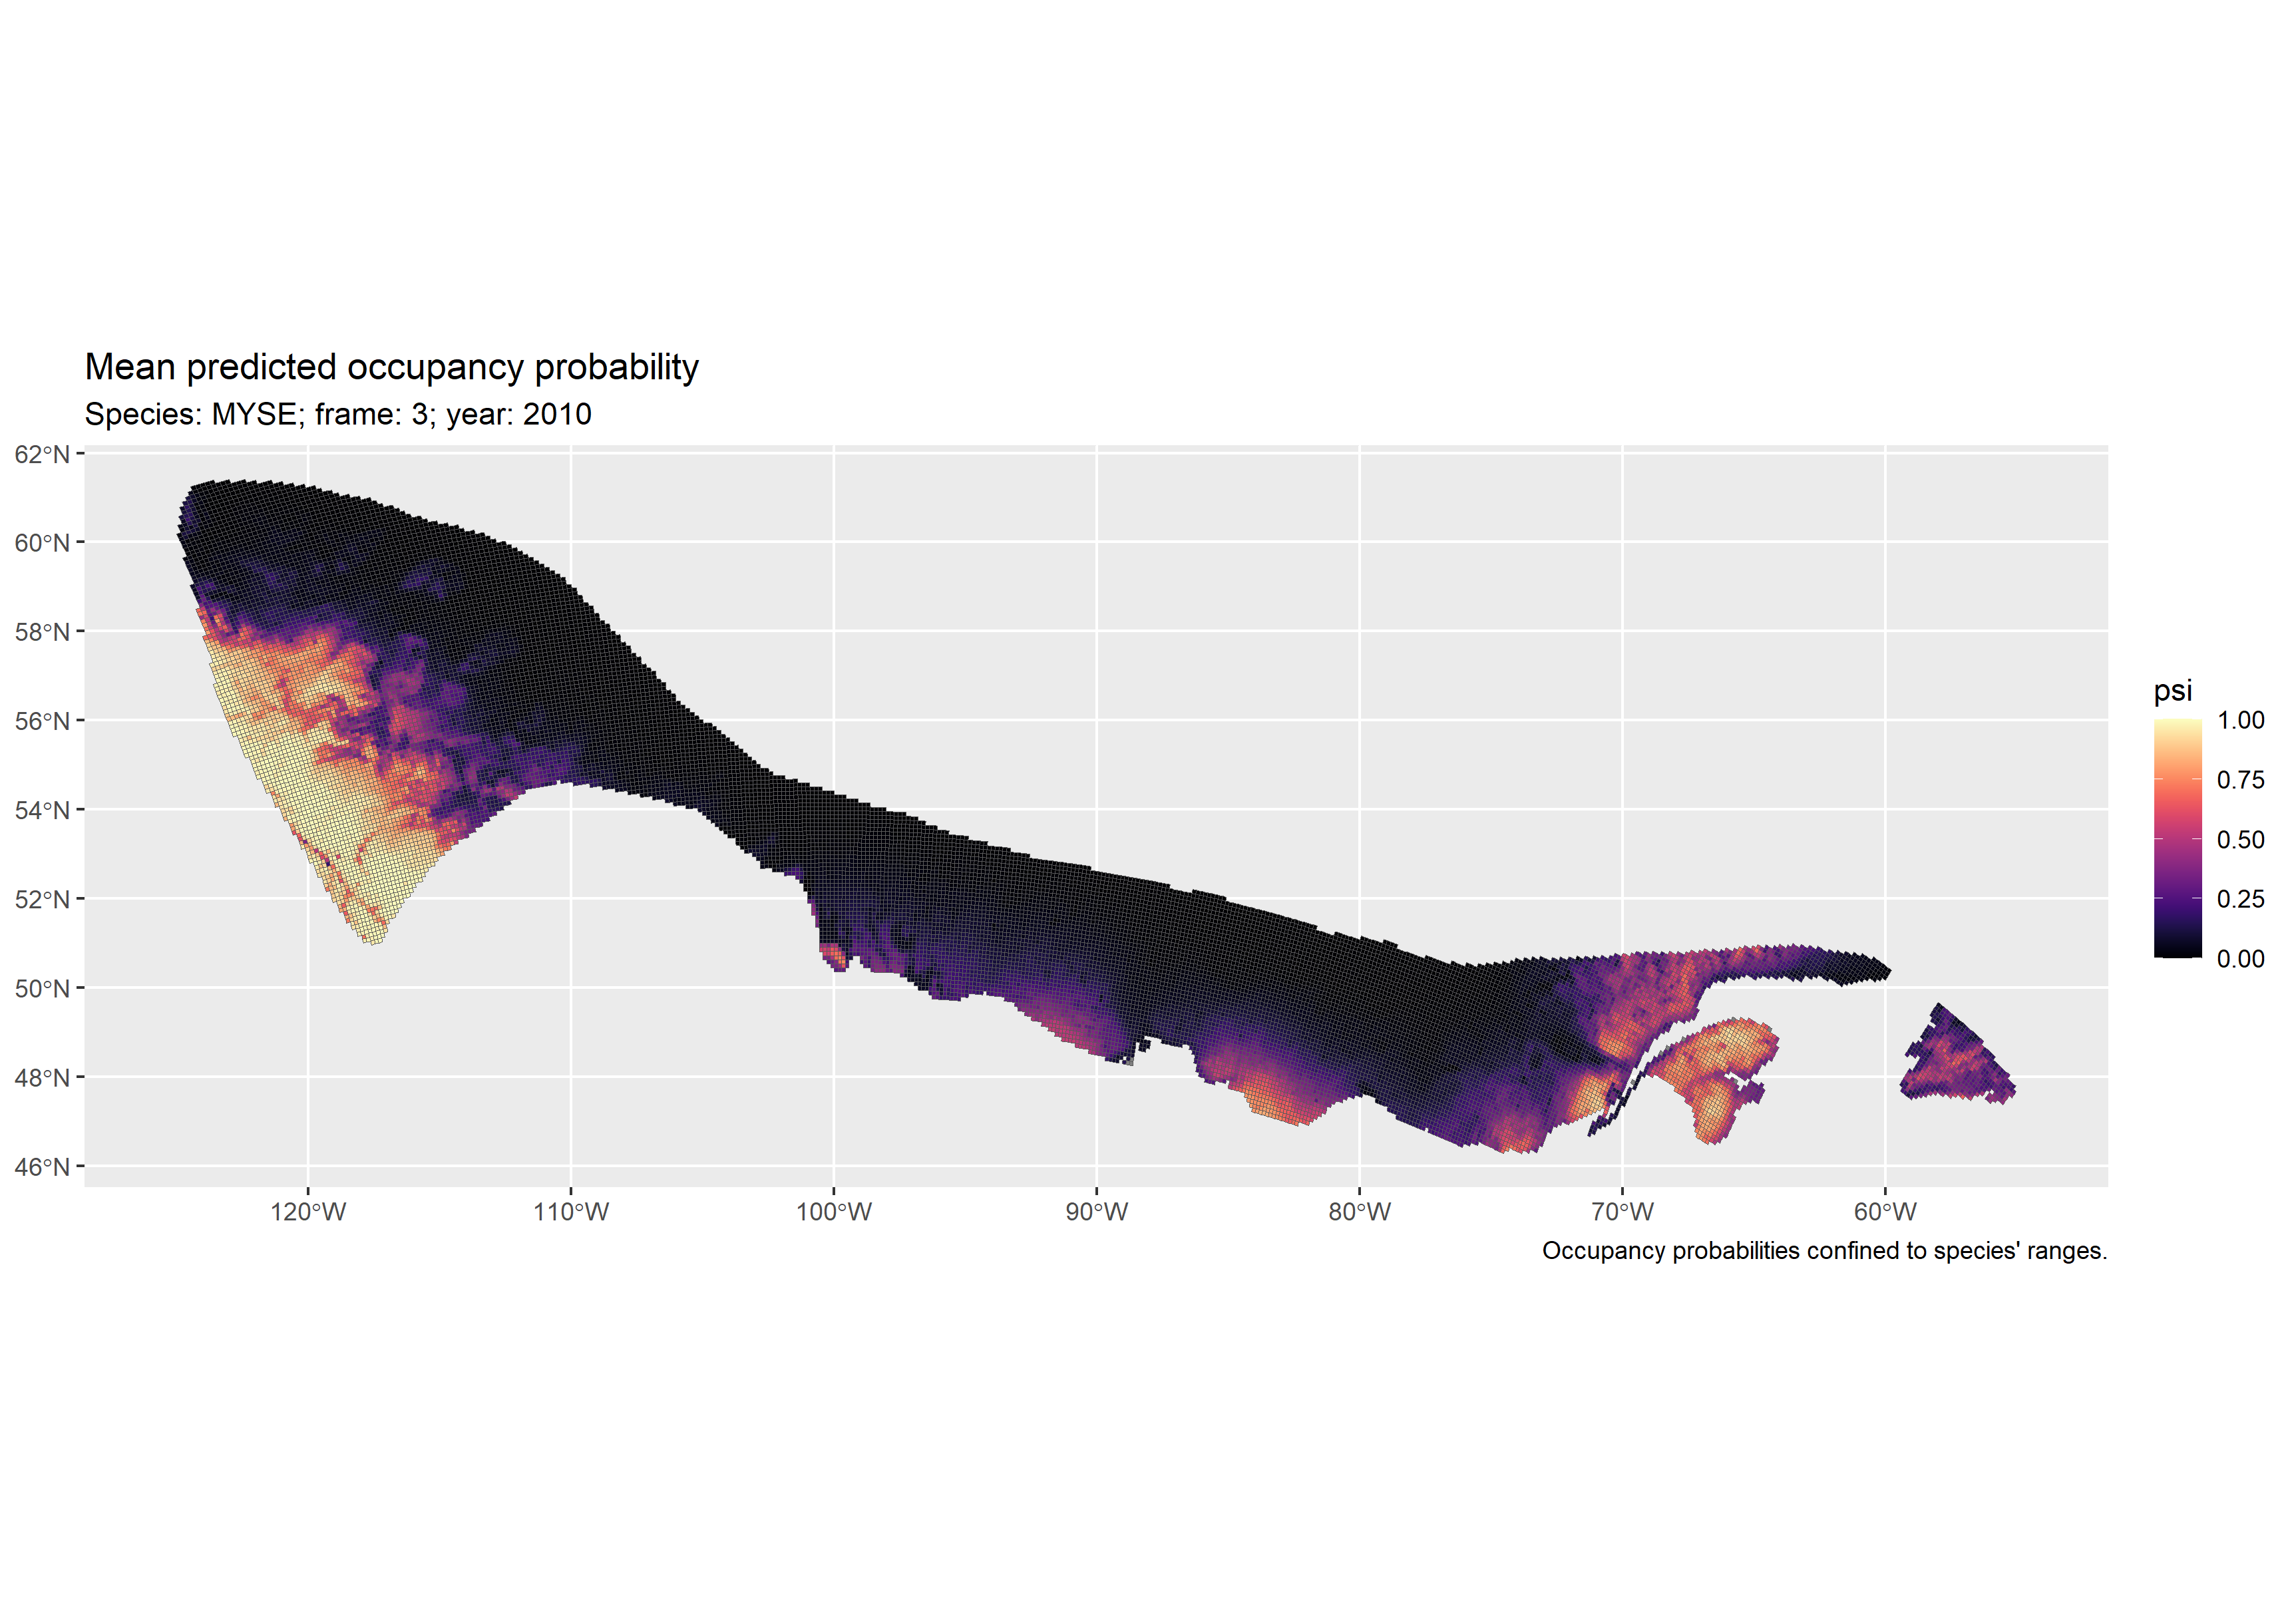 Mean predicted occupancy probability
Species: MYSE; frame: 3; year: 2010
62°N
60°N
58°N
56°N
54°N
52°N
50°N
48°N
46°N
120°W
110°W
100°W
90°W
80°W
70°W
60°W
psi
1.00
0.75
0.50
0.25
0.00
Occupancy probabilities confined to species' ranges.